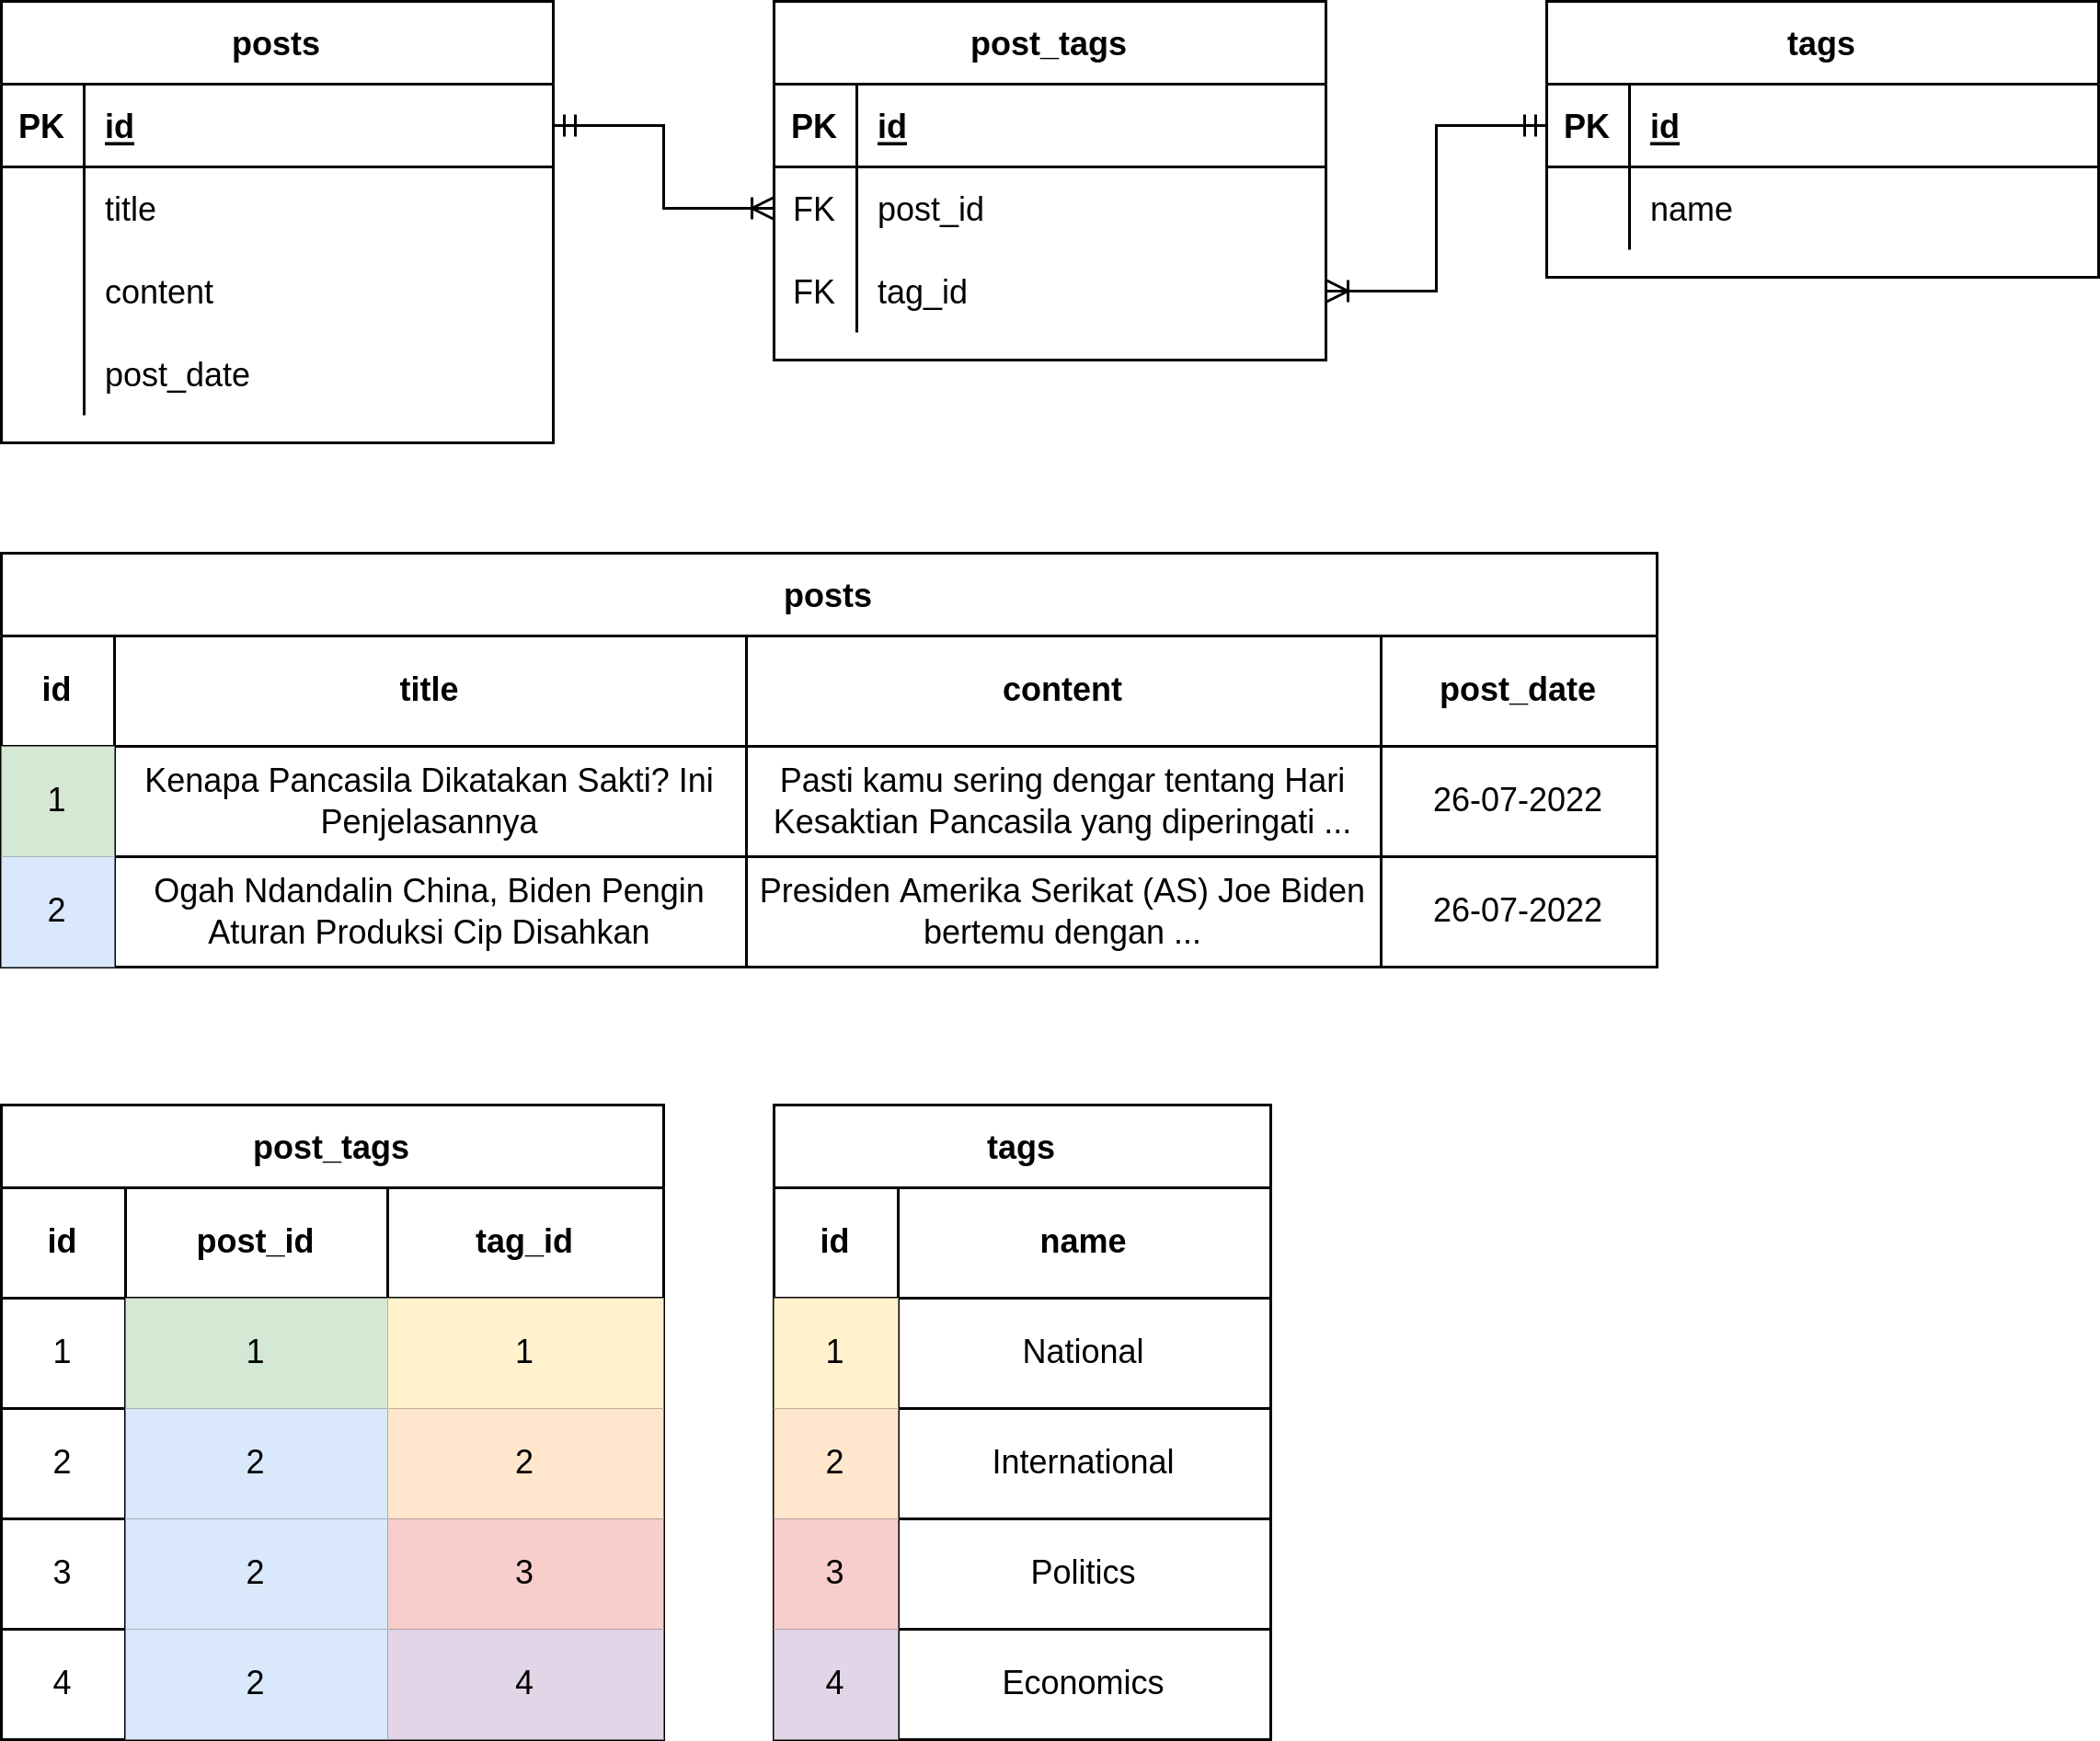 posts
PK id
title
content
post_date
post_tags
PK id
FK post_id
FK tag_id
tags
PK id
name
posts
id title content post_date
1 Kenapa Pancasila Dikatakan Sakti? Ini
Penjelasannya
Pasti kamu sering dengar tentang Hari
Kesaktian Pancasila yang diperingati ...
26-07-2022
2 Ogah Ndandalin China, Biden Pengin
Aturan Produksi Cip Disahkan
Presiden Amerika Serikat (AS) Joe Biden
bertemu dengan ...
26-07-2022
post_tags
id post_id tag_id
1 1 1
2 2 2
3 2 3
4 2 4
tags
id name
1 National
2 International
3 Politics
4 Economics